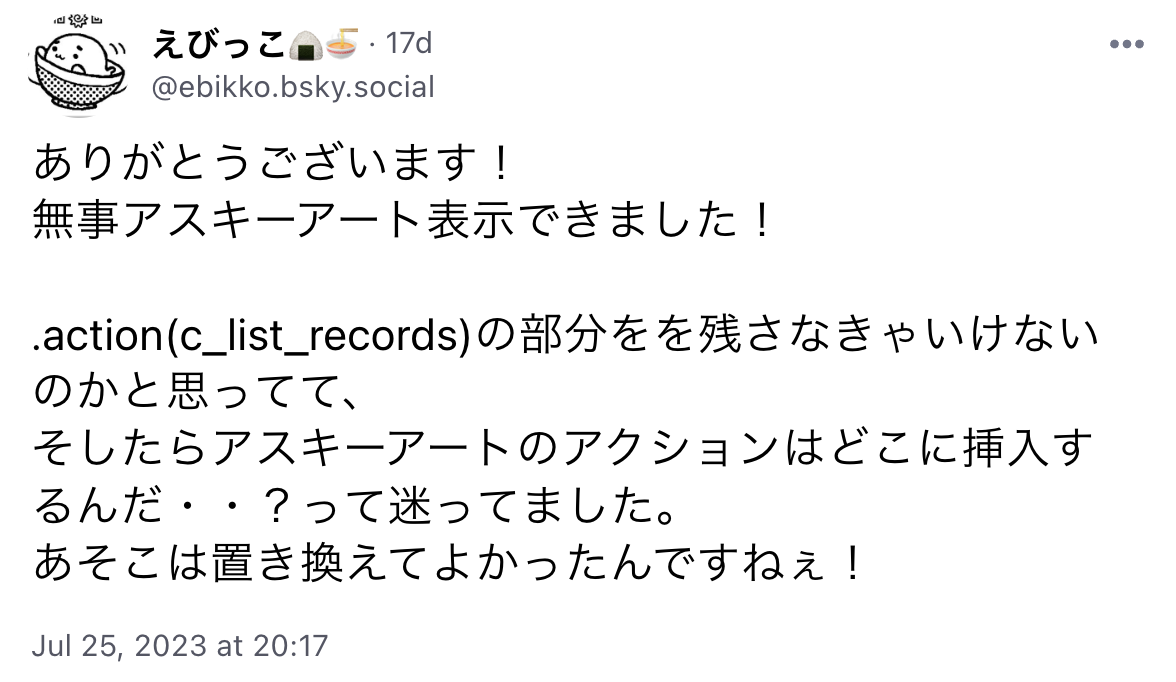 えびっこ🍙🍜 · 17d
@ebikko.bsky.social
ありがとうございます！
無事アスキーアート表示できました！
.action(c_list_records)の部分をを残さなきゃいけない
のかと思ってて、
そしたらアスキーアートのアクションはどこに挿入す
るんだ・・？って迷ってました。
あそこは置き換えてよかったんですねぇ！
Jul 25, 2023 at 20:17